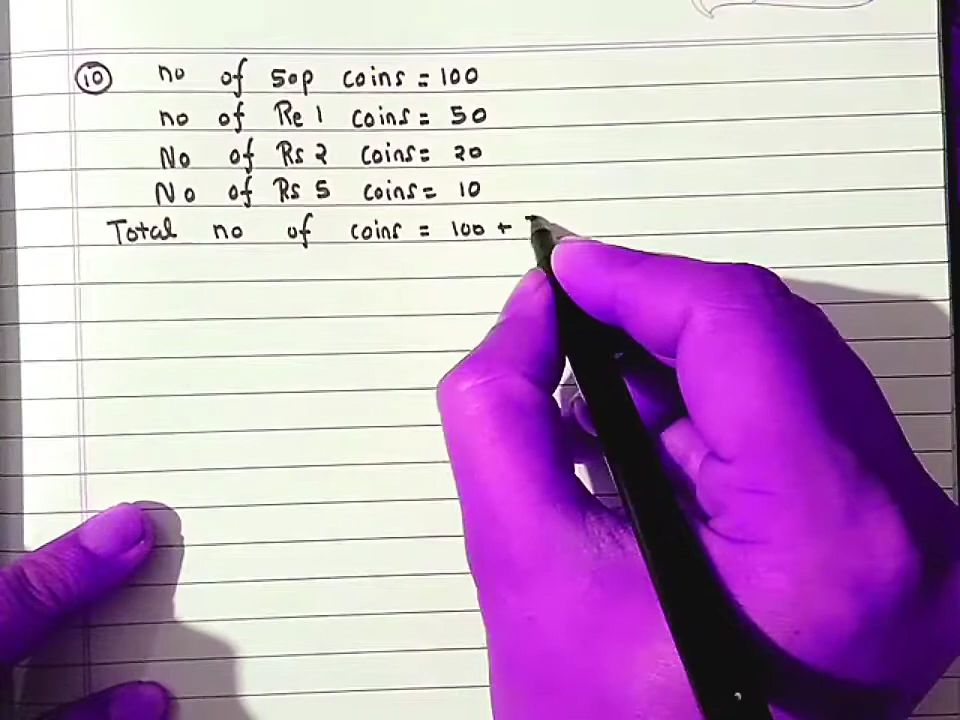 10 no of 50p coins = 100
no of Re 1 coins = 50
No of Rs 2 coins = 20
No of Rs 5 coins = 10
Total no of coins = 100 +